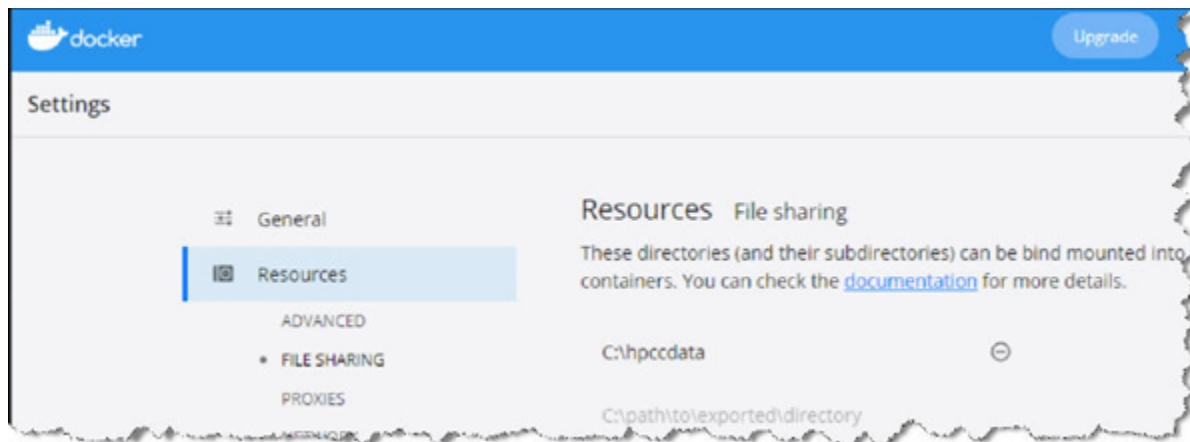 docker
Upgrade
Settings
General
Resources
ADVANCED
FILE SHARING
PROXIES
NETWORK
Resources File sharing
These directories (and their subdirectories) can be bind mounted into
containers. You can check the documentation for more details.
C:\hpccdata
C:\path\to\exported\directory